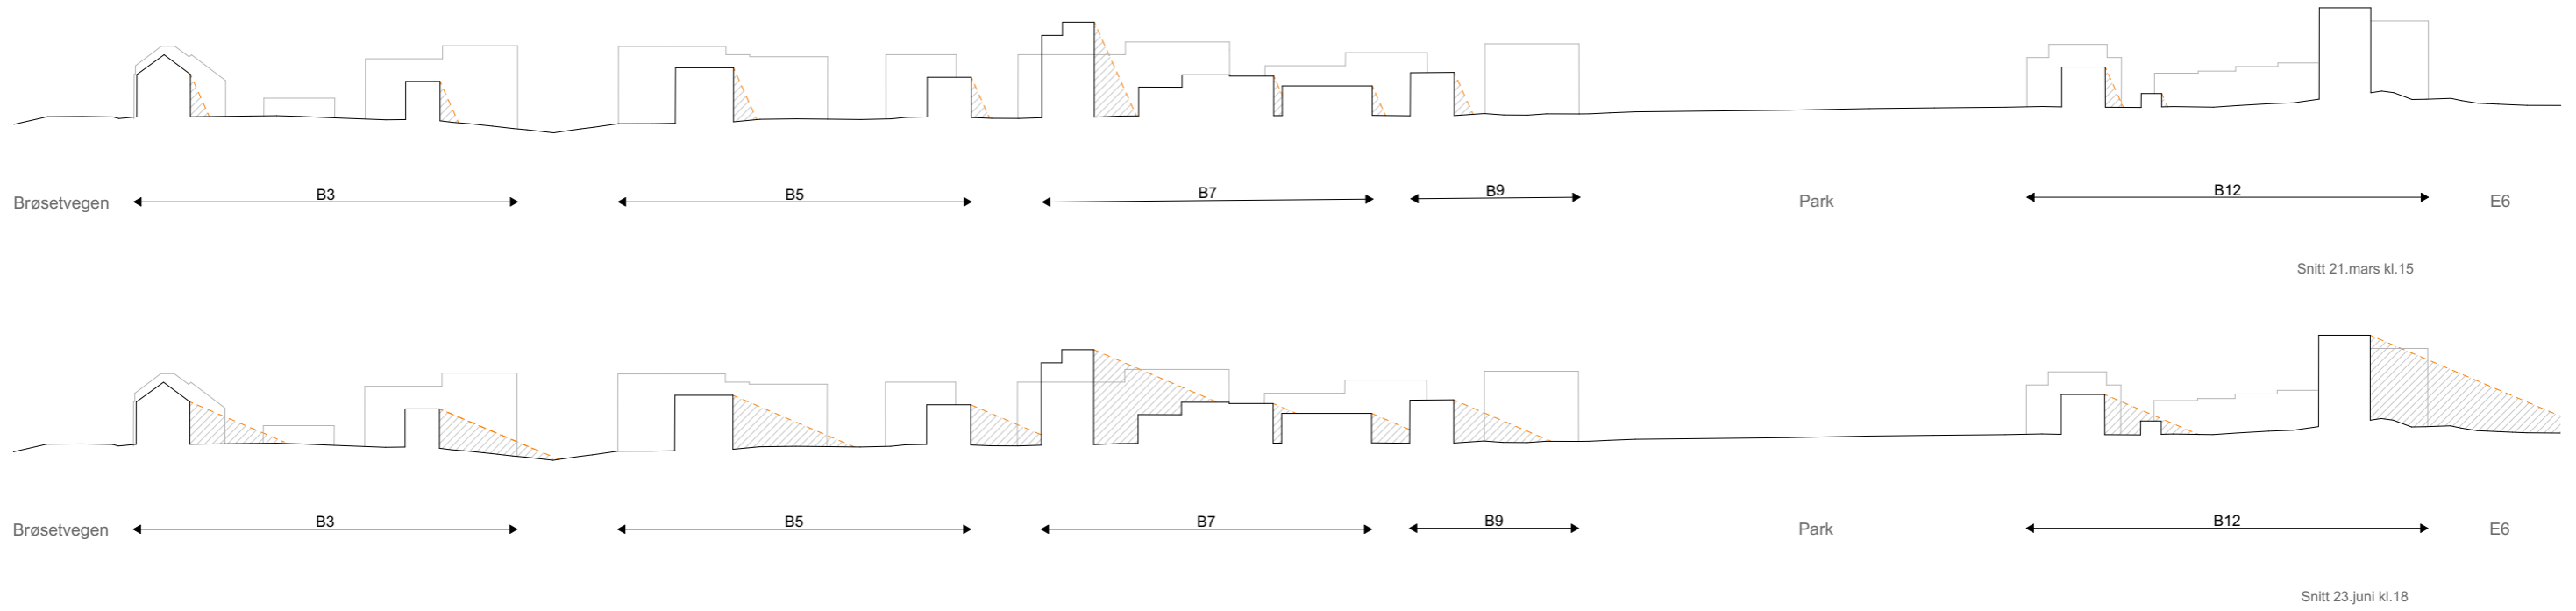 Brøsetvegen B3 B5 B7 B9 Park B12 E6
Snitt 21.mars kl.15
Brøsetvegen B3 B5 B7 B9 Park B12 E6
Snitt 23.juni kl.18